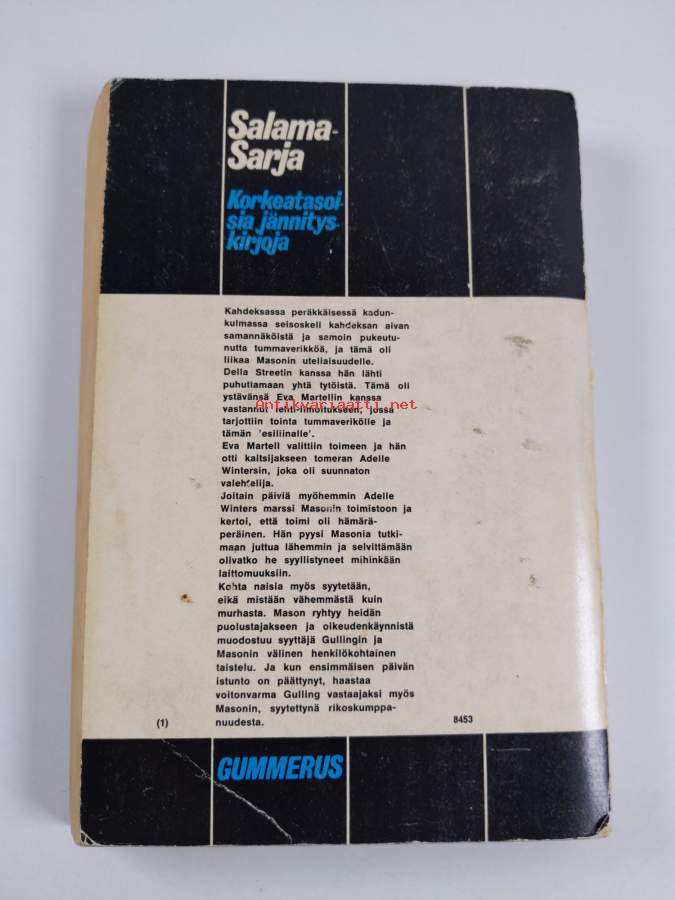 Salama-
Sarja
Korkeatasoi-
sia jännitys-
kirjoja
Kahdeksassa peräkkäisessä kadun-
kulmassa seisoskeli kahdeksan aivan
samannäköistä ja samoin pukeutu-
nutta tummaverikköä, ja tämä oli
liikaa Masonin uteliaisuudelle.
Della Streetin kanssa hän lähti
puhuttamaan yhtä tytöistä. Tämä oli
ystävänsä Eva Martellin kanssa
Antikvariaatti.net
vastannut lehti-ilmoitukseen, jossa
tarjottiin tointa tummaverikölle ja
tämän 'esiliinalle'.
Eva Martell valittiin toimeen ja hän
otti kaitsijakseen tomeran Adelle
Wintersin, joka oli suunnaton
valehtelija.
Joitain päiviä myöhemmin Adelle
Winters marssi Masonin toimistoon ja
kertoi, että toimi oli hämärä-
peräinen. Hän pyysi Masonia tutki-
maan juttua lähemmin ja selvittämään
olivatko he syyllistyneet mihinkään
laittomuuksiin.
Kohta naisia myös syytetään,
eikä mistään vähemmästä kuin
murhasta. Mason ryhtyy heidän
puolustajakseen ja oikeudenkäynnistä
muodostuu syyttäjä Gullingin ja
Masonin välinen henkilökohtainen
taistelu. Ja kun ensimmäisen päivän
istunto on päättynyt, haastaa
voitonvarma Gulling vastaajaksi myös
Masonin, syytettynä rikoskumppa-
nuudesta.
(1)
8453
GUMMERUS